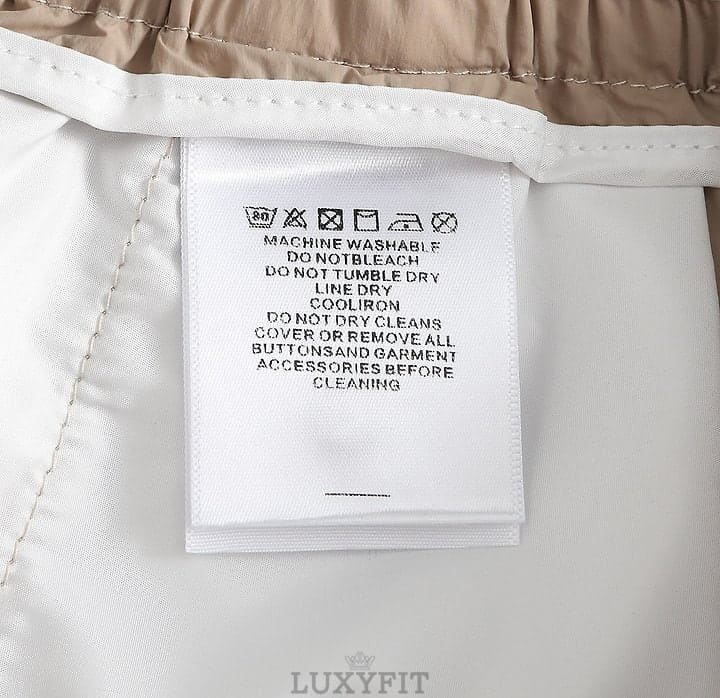 80
MACHINE WASHABLE
DO NOTBLEACH
DO NOT TUMBLE DRY
LINE DRY
COOLIRON
DO NOT DRY CLEANS
COVER OR REMOVE ALL
BUTTONSAND GARMENT
ACCESSORIES BEFORE
CLEANING
LUXYFIT